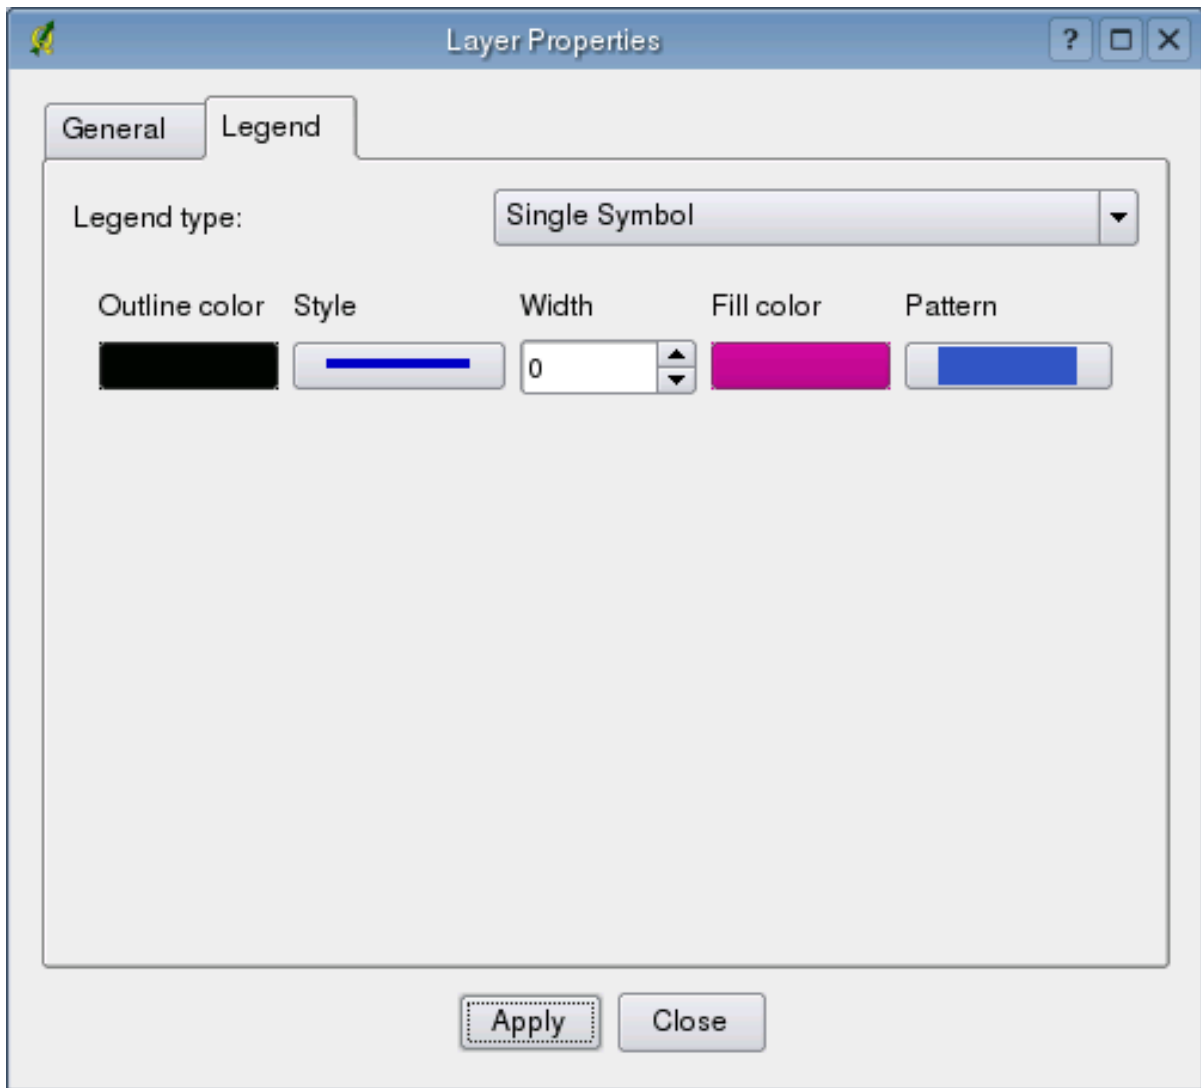 Layer Properties
General Legend
Legend type: Single Symbol
Outline color Style Width Fill color Pattern
0
Apply Close